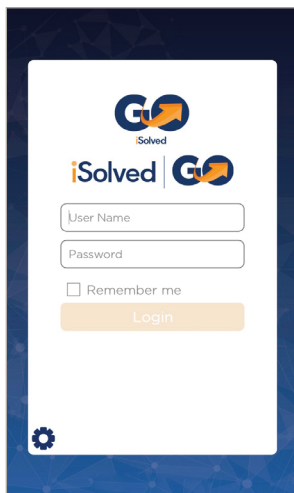 GO
iSolved
iSolved GO
User Name
Password
Remember me
Login